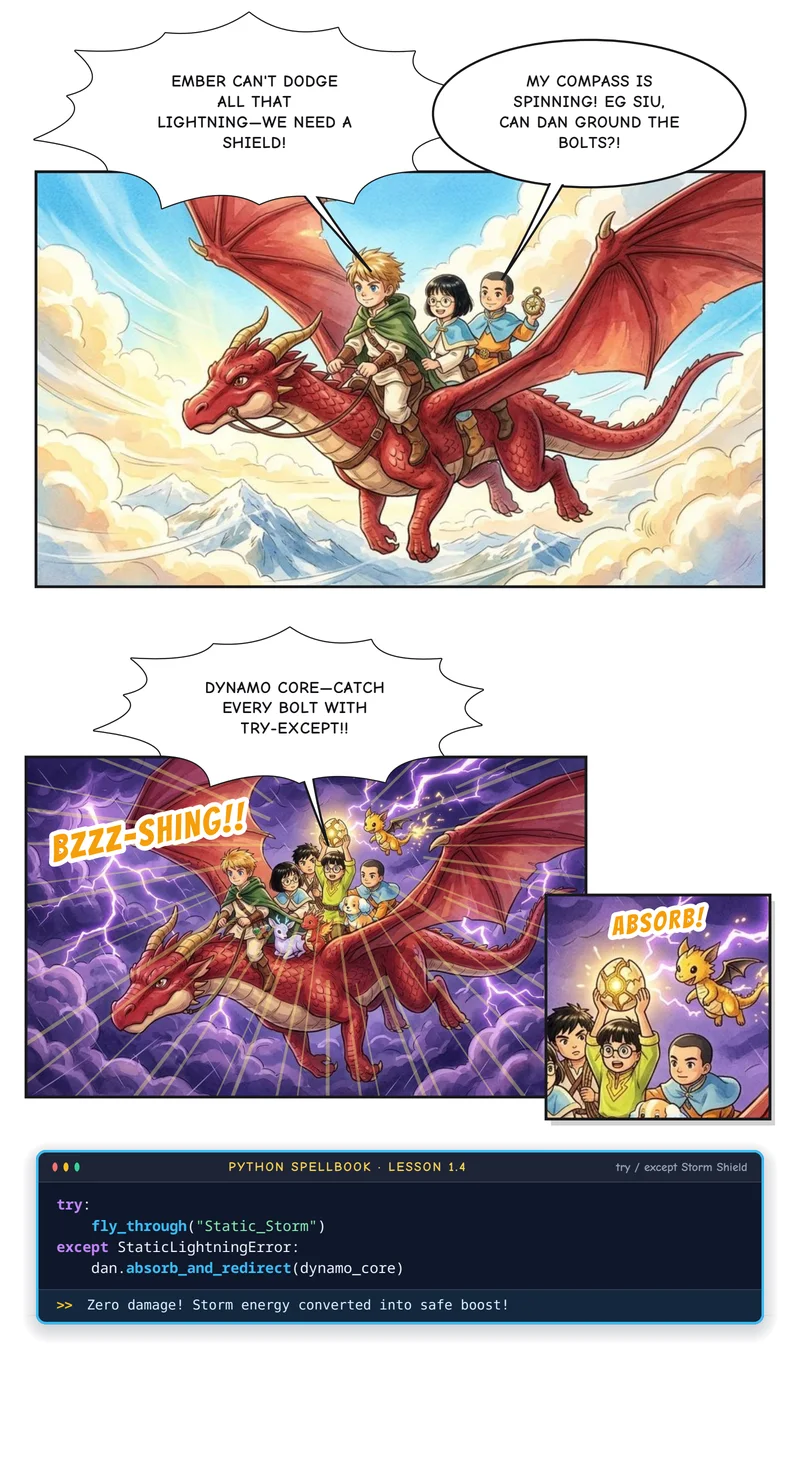 EMBER CAN'T DODGE
ALL THAT
LIGHTNING—WE NEED A
SHIELD!
MY COMPASS IS
SPINNING! EG SIU,
CAN DAN GROUND THE
BOLTS?!
DYNAMO CORE—CATCH
EVERY BOLT WITH
TRY-EXCEPT!!
BZZZ-SHING!!
ABSORB!
PYTHON SPELLBOOK · LESSON 1.4
try / except Storm Shield
try:
    fly_through("Static_Storm")
except StaticLightningError:
    dan.absorb_and_redirect(dynamo_core)
>> Zero damage! Storm energy converted into safe boost!